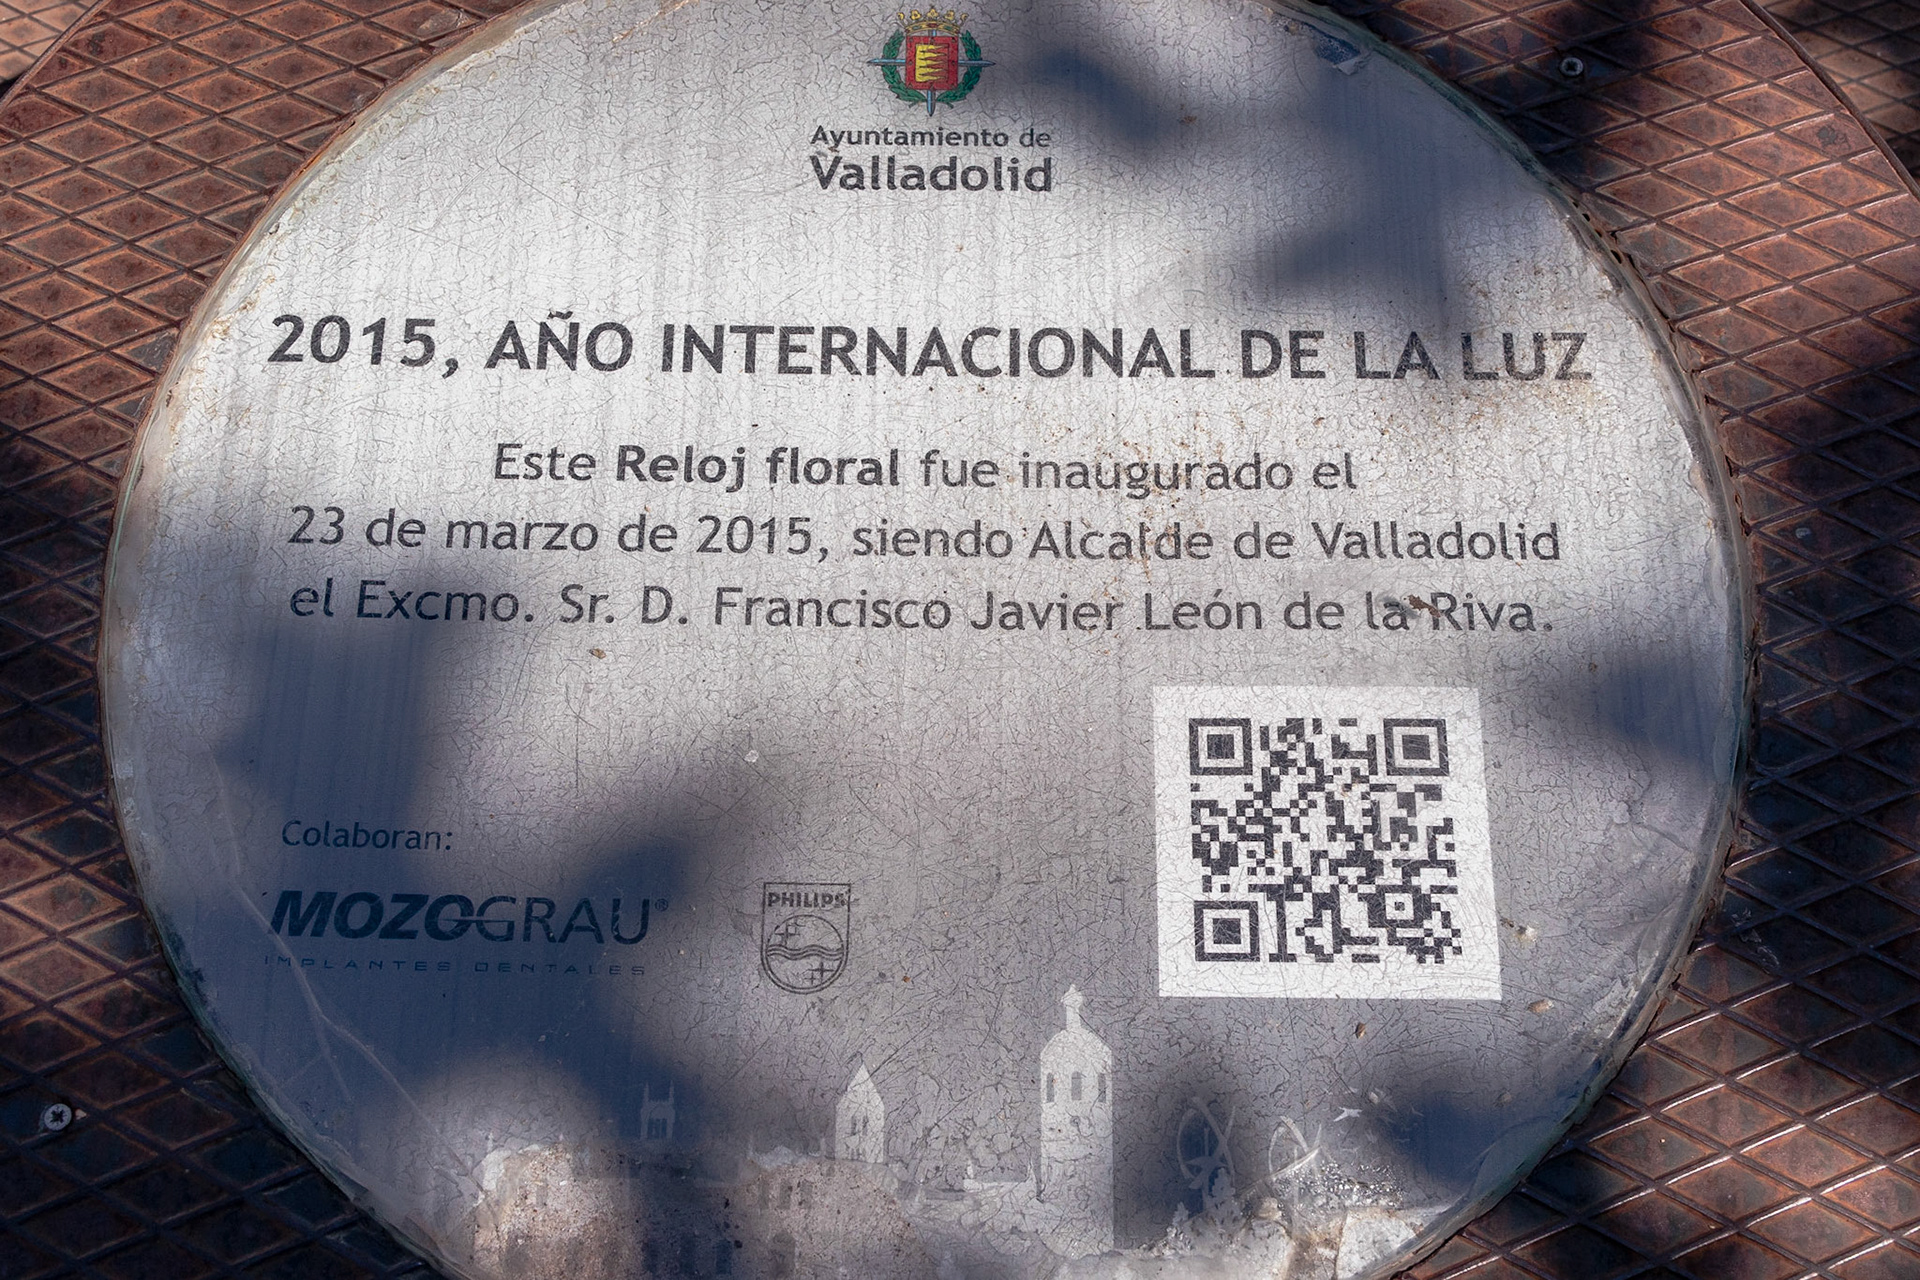 Ayuntamiento de
Valladolid
2015, AÑO INTERNACIONAL DE LA LUZ
Este Reloj floral fue inaugurado el
23 de marzo de 2015, siendo Alcalde de Valladolid
el Excmo. Sr. D. Francisco Javier León de la Riva.
Colaboran:
MOZOGRAU®
IMPLANTES DENTALES
PHILIPS